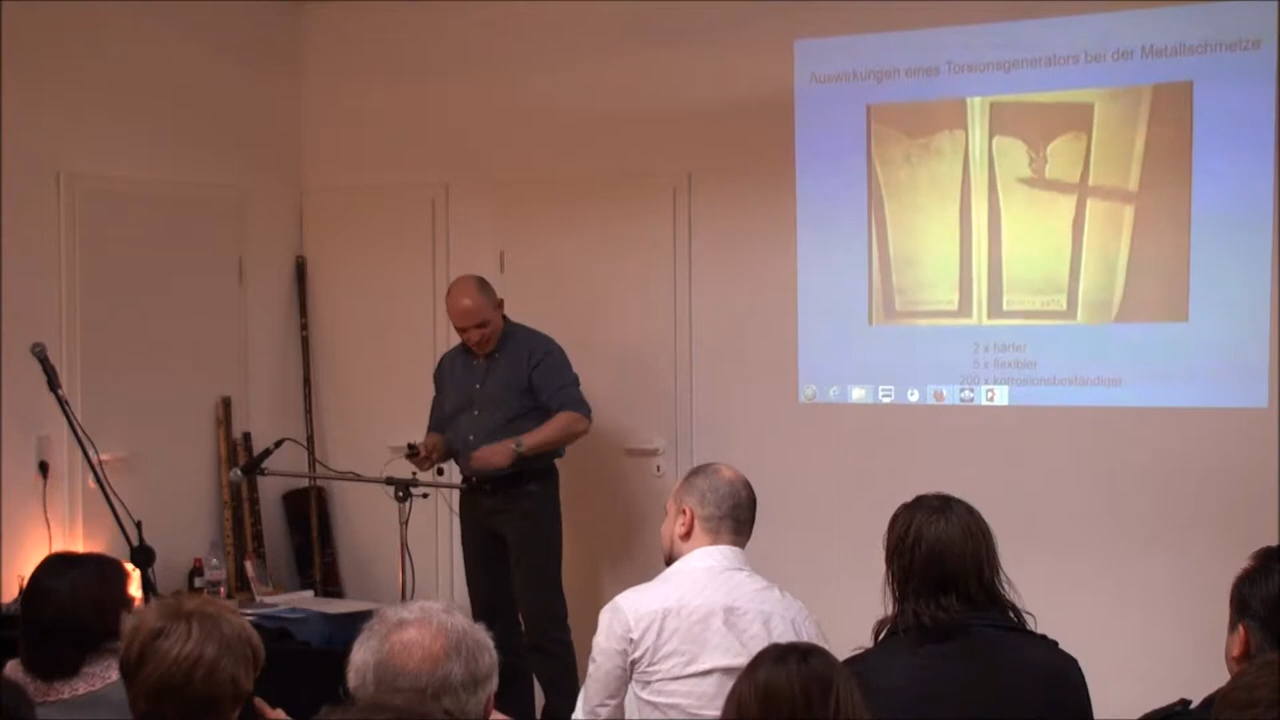 Auswirkungen eines Torsionsgenerators bei der Metallschmelze
2 x härter
5 x flexibler
200 x korrosionsbeständiger